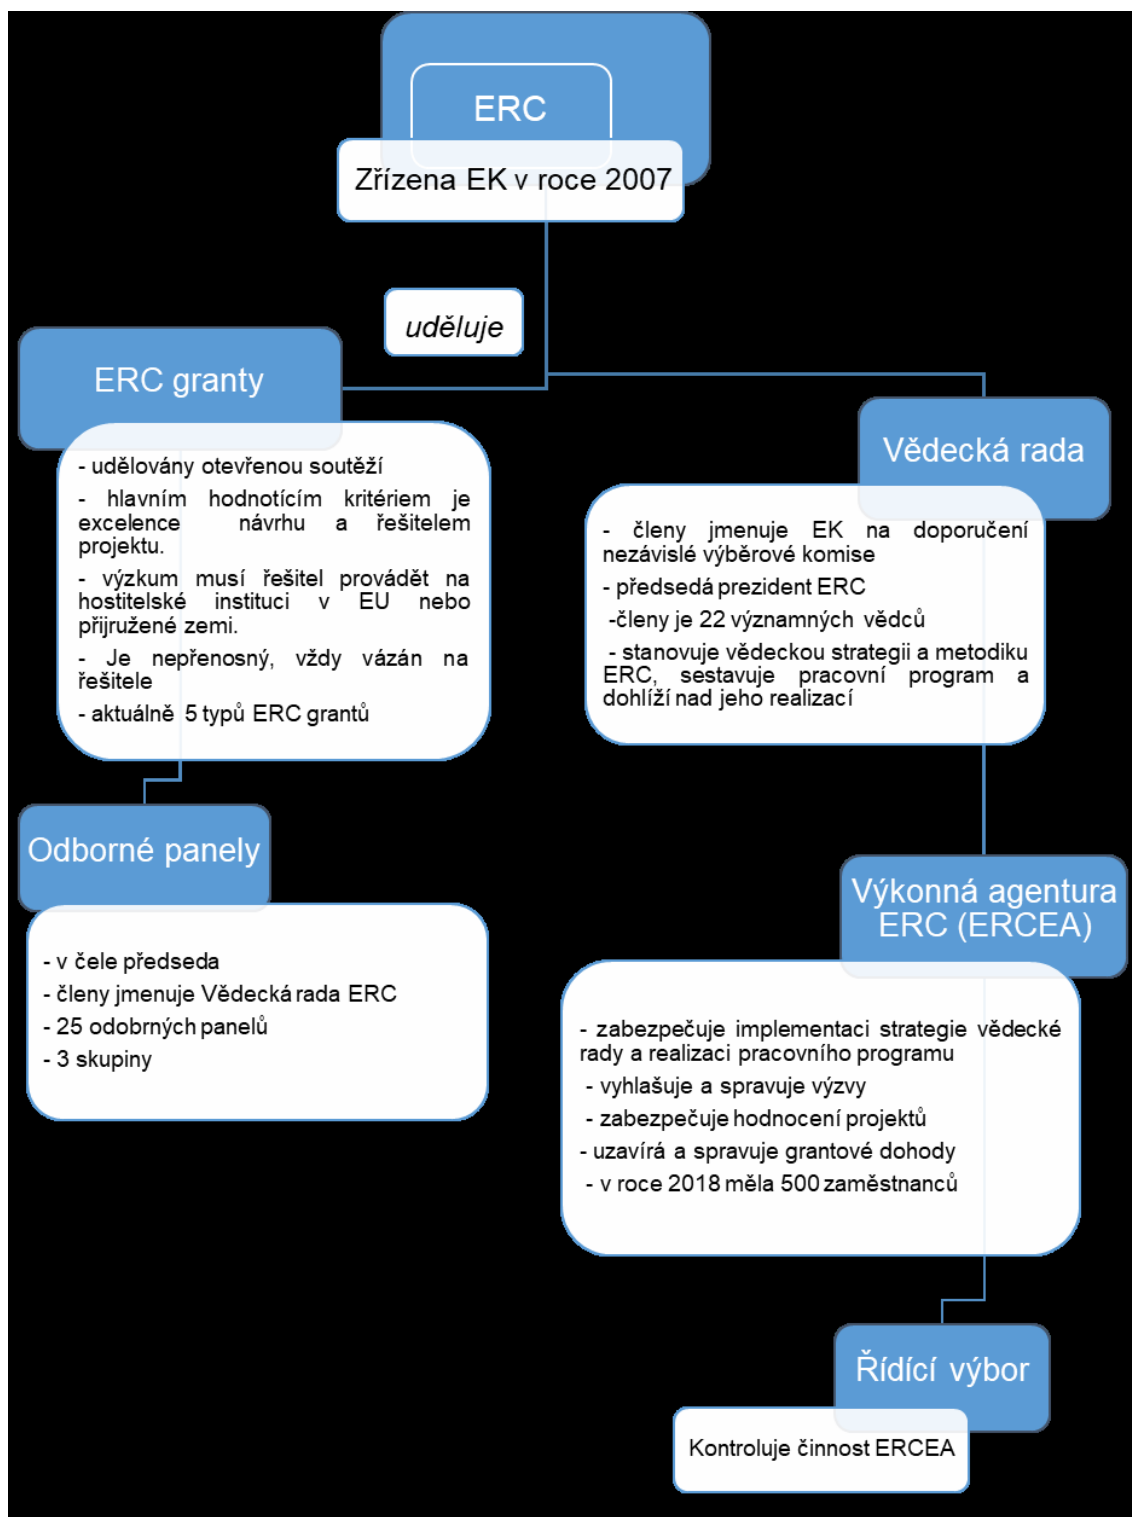 ERC
Zřízena EK v roce 2007
uděluje
ERC granty
- udělovány otevřenou soutěží
- hlavním hodnotícím kritériem je
excelence návrhu a řešitelem
projektu.
- výzkum musí řešitel provádět na
hostitelské instituci v EU nebo
přijružené zemi.
- Je nepřenosný, vždy vázán na
řešitele
- aktuálně 5 typů ERC grantů
Odborné panely
- v čele předseda
- členy jmenuje Vědecká rada ERC
- 25 odobrných panelů
- 3 skupiny
Vědecká rada
- členy jmenuje EK na doporučení
nezávislé výběrové komise
- předsedá prezident ERC
-členy je 22 významných vědců
- stanovuje vědeckou strategii a metodiku
ERC, sestavuje pracovní program a
dohlíží nad jeho realizací
Výkonná agentura
ERC (ERCEA)
- zabezpečuje implementaci strategie vědecké
rady a realizaci pracovního programu
- vyhlašuje a spravuje výzvy
- zabezpečuje hodnocení projektů
- uzavírá a spravuje grantové dohody
- v roce 2018 měla 500 zaměstnanců
Řídící výbor
Kontroluje činnost ERCEA